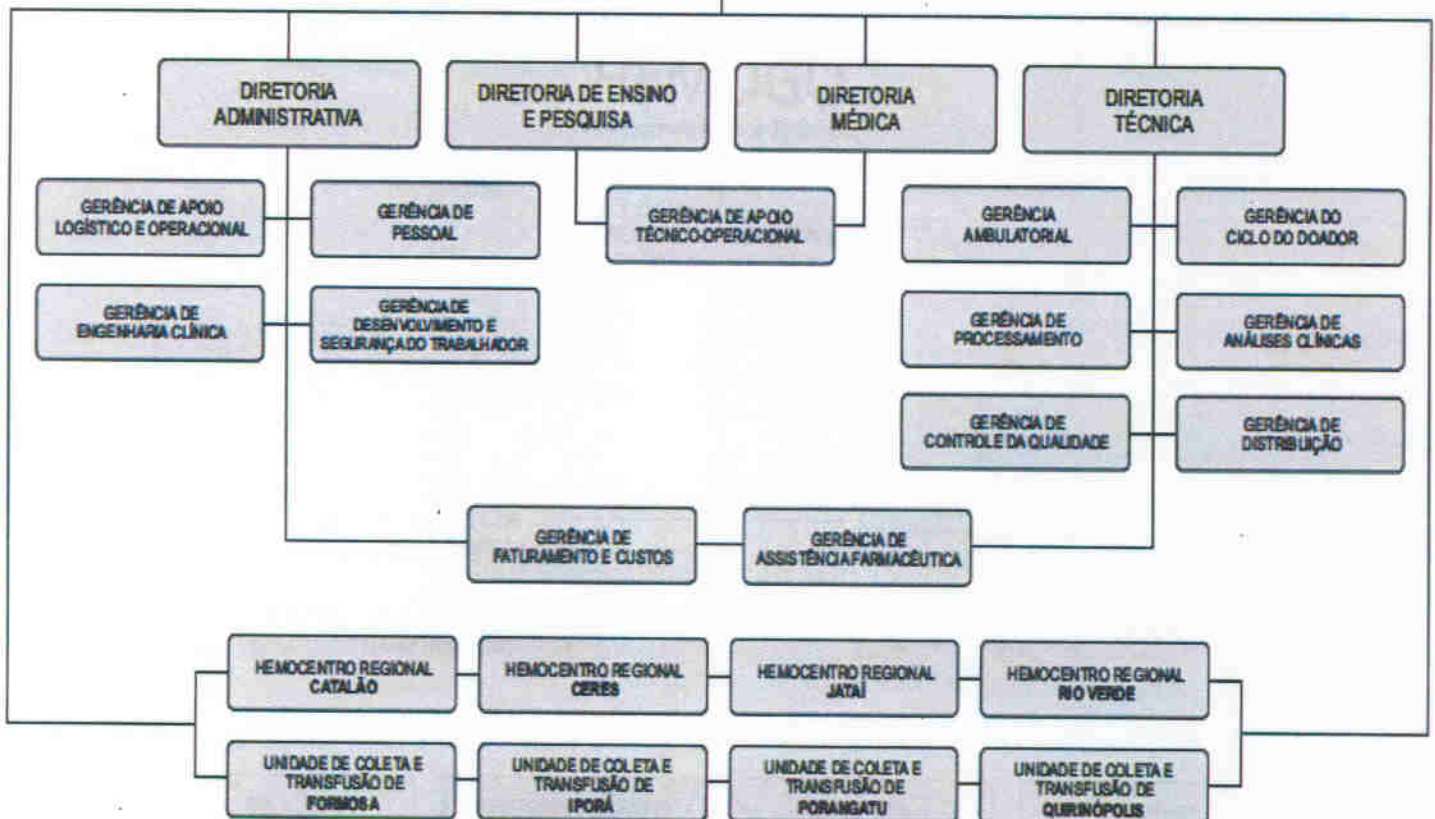 DIRETORIA
ADMINISTRATIVA
DIRETORIA DE ENSINO
E PESQUISA
DIRETORIA
MÉDICA
DIRETORIA
TÉCNICA
GERÊNCIA DE APOIO
LOGÍSTICO E OPERACIONAL
GERÊNCIA DE
PESSOAL
GERÊNCIA DE APOIO
TÉCNICO-OPERACIONAL
GERÊNCIA
AMBULATORIAL
GERÊNCIA DO
CICLO DO DOADOR
GERÊNCIA DE
ENGENHARIA CLÍNICA
GERÊNCIA DE
DESENVOLVIMENTO E
SEGURANÇA DO TRABALHADOR
GERÊNCIA DE
PROCESSAMENTO
GERÊNCIA DE
ANÁLISES CLÍNICAS
GERÊNCIA DE
CONTROLE DA QUALIDADE
GERÊNCIA DE
DISTRIBUIÇÃO
GERÊNCIA DE
FATURAMENTO E CUSTOS
GERÊNCIA DE
ASSISTÊNCIA FARMACÊUTICA
HEMOCENTRO REGIONAL
CATALÃO
HEMOCENTRO REGIONAL
CERES
HEMOCENTRO REGIONAL
JATAÍ
HEMOCENTRO REGIONAL
RIO VERDE
UNIDADE DE COLETA E
TRANSFUSÃO DE
FORMOSA
UNIDADE DE COLETA E
TRANSFUSÃO DE
IPORÁ
UNIDADE DE COLETA E
TRANSFUSÃO DE
PORANGATU
UNIDADE DE COLETA E
TRANSFUSÃO DE
QUIRINÓPOLIS